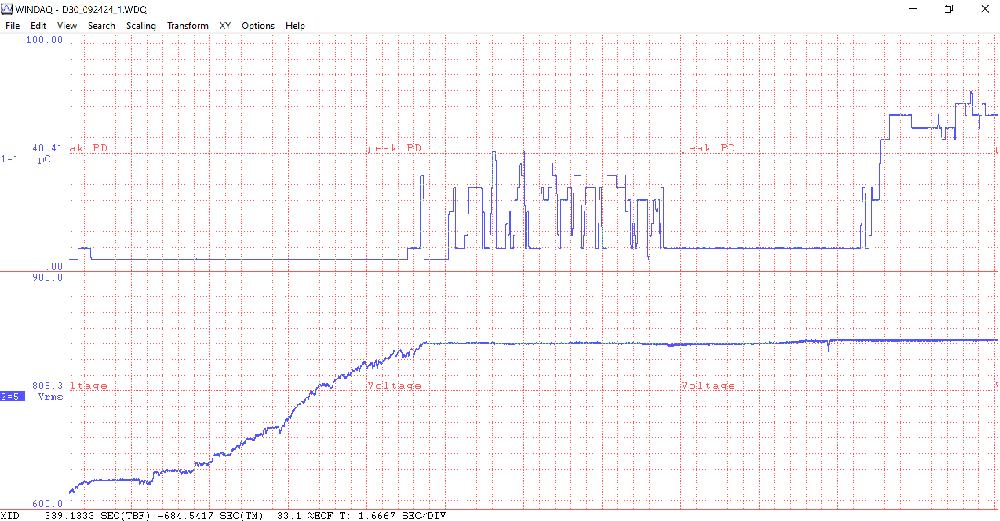 WINDAQ - D30_092424_1.WDQ
File Edit View Search Scaling Transform XY Options Help
100.00
40.41 ak PD peak PD peak PD
1=1 pC
.00
900.0
808.3 ltage Voltage Voltage
2=5 Vrms
600.0
MID 339.1333 SEC(TBF) -684.5417 SEC(TM) 33.1 %EOF T: 1.6667 SEC/DIV